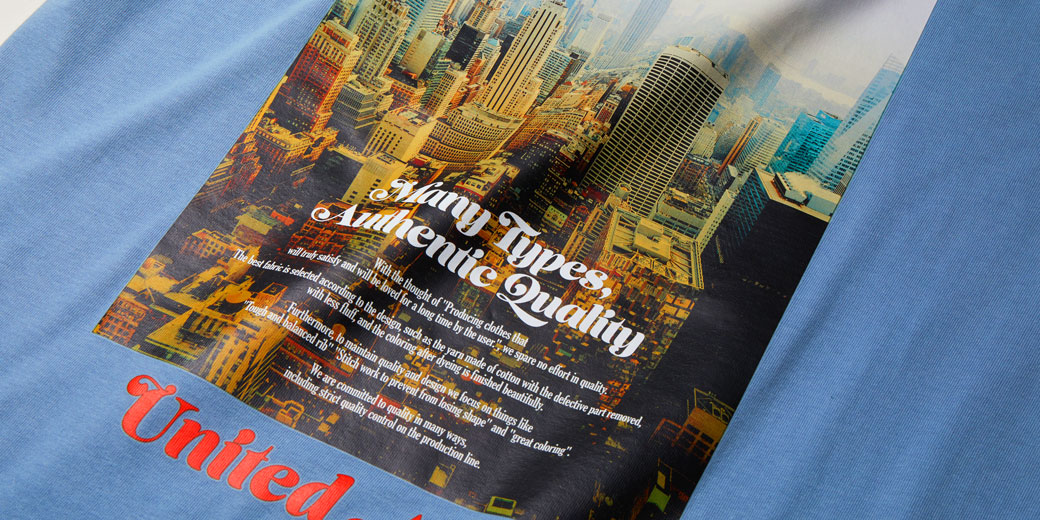 Many Types,
Authentic Quality
With the thought of "Producing clothes that
will truly satisfy and will be loved for a long time by the user.", we spare no effort in quality.
The best fabric is selected according to the design, such as the yarn made of cotton with the defective part removed,
with less fluff, and the coloring after dyeing is finished beautifully.
Furthermore, to maintain quality and design we focus on things like
"Tough and balanced rib" "Stitch work to prevent from losing shape" and "great coloring".
We are committed to quality in many ways,
including strict quality control on the production line.
United